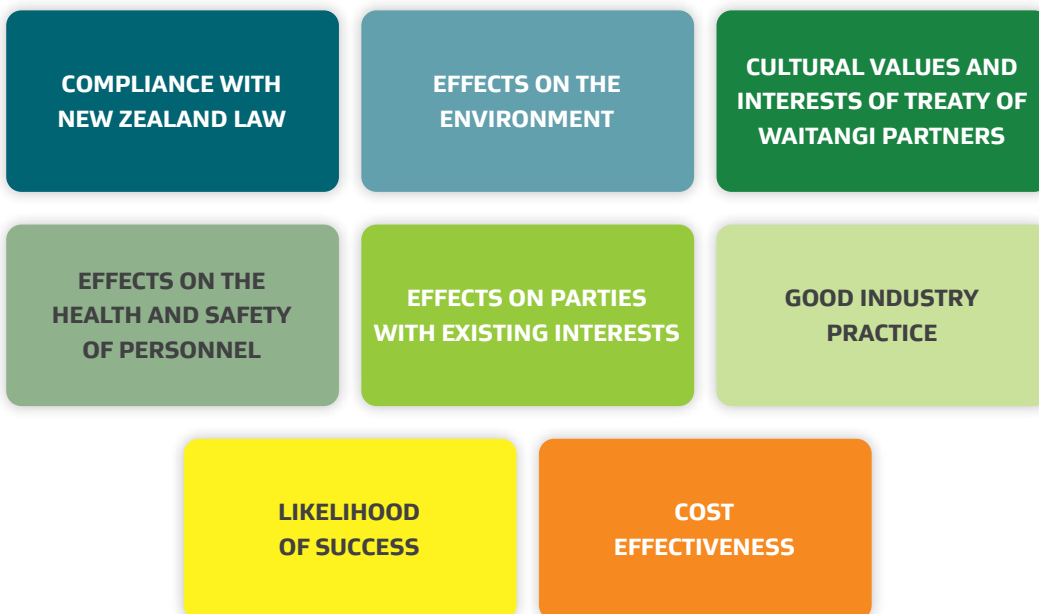 COMPLIANCE WITH
NEW ZEALAND LAW
EFFECTS ON THE
ENVIRONMENT
CULTURAL VALUES AND
INTERESTS OF TREATY OF
WAITANGI PARTNERS
EFFECTS ON THE
HEALTH AND SAFETY
OF PERSONNEL
EFFECTS ON PARTIES
WITH EXISTING INTERESTS
GOOD INDUSTRY
PRACTICE
LIKELIHOOD
OF SUCCESS
COST
EFFECTIVENESS